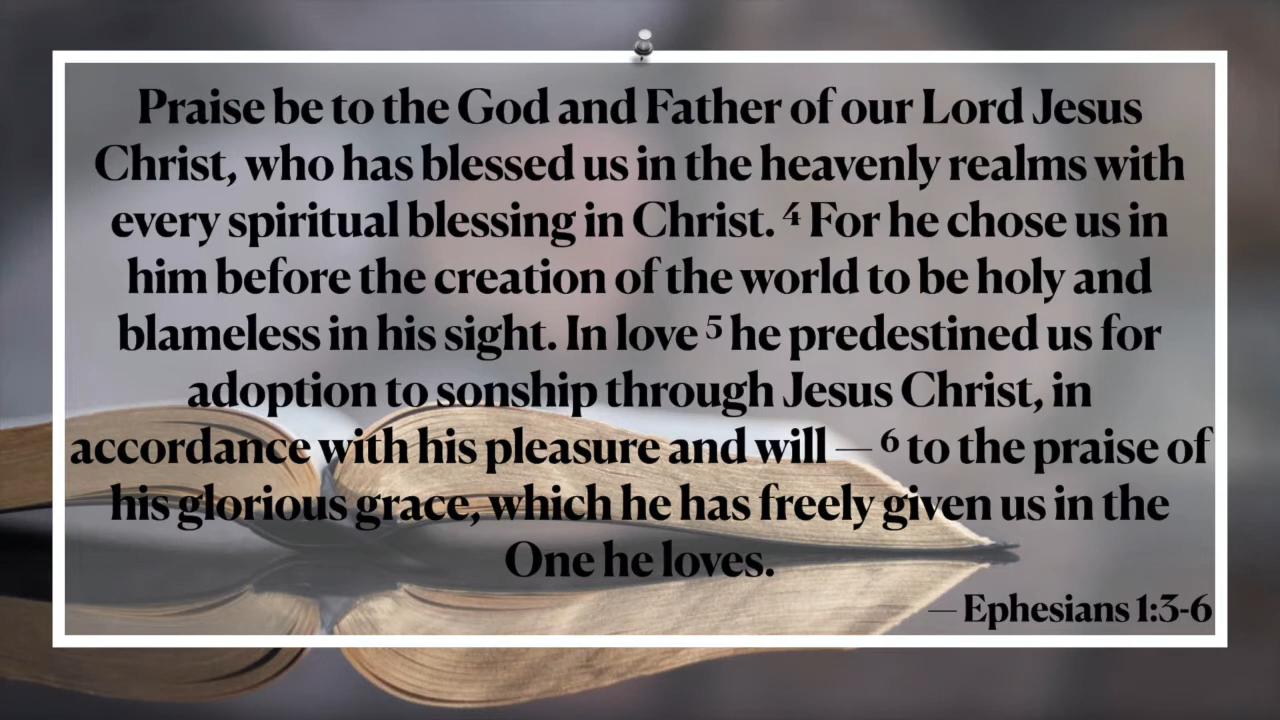 Praise be to the God and Father of our Lord Jesus
Christ, who has blessed us in the heavenly realms with
every spiritual blessing in Christ. ⁴ For he chose us in
him before the creation of the world to be holy and
blameless in his sight. In love ⁵ he predestined us for
adoption to sonship through Jesus Christ, in
accordance with his pleasure and will — ⁶ to the praise of
his glorious grace, which he has freely given us in the
One he loves.
— Ephesians 1:3-6